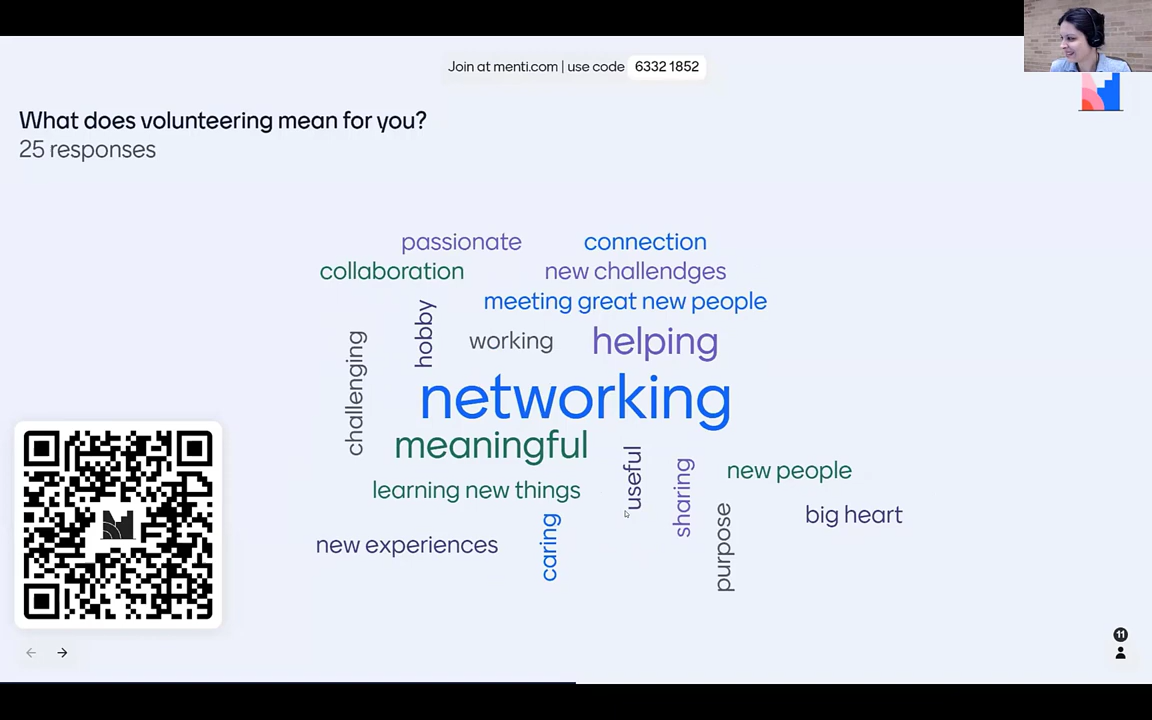 Join at menti.com | use code 6332 1852
What does volunteering mean for you?
25 responses
passionate
connection
collaboration
new challendges
meeting great new people
hobby
working
helping
challenging
networking
meaningful
useful
sharing
new people
learning new things
purpose
big heart
caring
new experiences
11